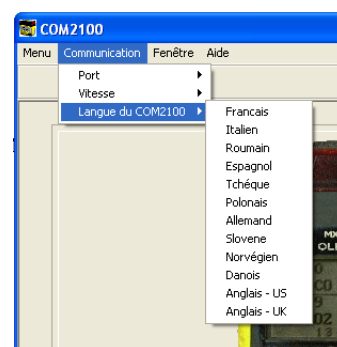 COM2100
Menu Communication Fenêtre Aide
Port
Vitesse
Langue du COM2100
Francais
Italien
Roumain
Espagnol
Tchéque
Polonais
Allemand
Slovene
Norvégien
Danois
Anglais - US
Anglais - UK